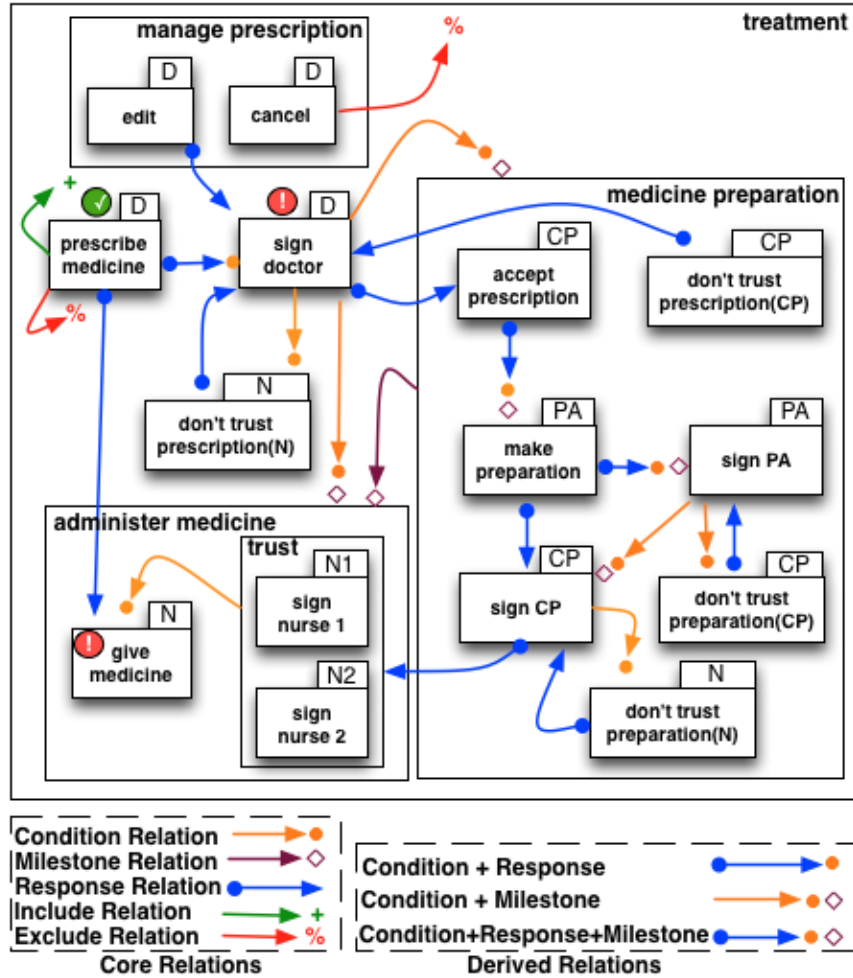 treatment
manage prescription
D
edit
D
cancel
%
+
✓
D
prescribe
medicine
%
!
D
sign
doctor
N
don't trust
prescription(N)
medicine preparation
CP
accept
prescription
CP
don't trust
prescription(CP)
PA
make
preparation
PA
sign PA
CP
sign CP
CP
don't trust
preparation(CP)
N
don't trust
preparation(N)
administer medicine
trust
N1
sign
nurse 1
N2
sign
nurse 2
N
!
give
medicine
Condition Relation
Milestone Relation
Response Relation
Include Relation +
Exclude Relation %
Core Relations
Condition + Response
Condition + Milestone
Condition+Response+Milestone
Derived Relations